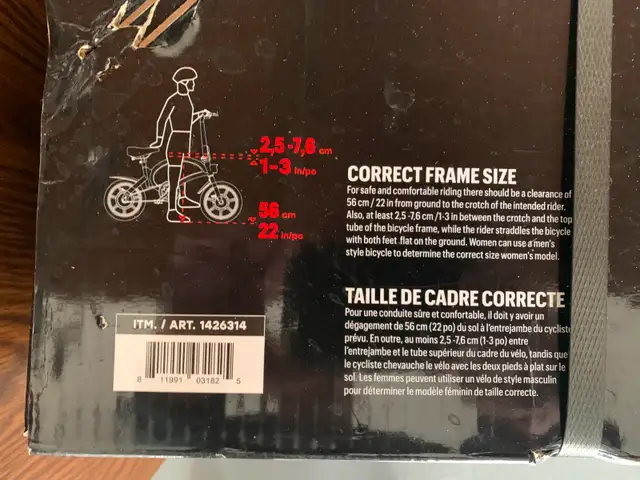 2,5 -7,6 cm
1-3 in/po
56 cm
22 in/po
CORRECT FRAME SIZE
For safe and comfortable riding there should be a clearance of
56 cm / 22 in from ground to the crotch of the intended rider.
Also, at least 2,5 -7,6 cm /1-3 in between the crotch and the top
tube of the bicycle frame, while the rider straddles the bicycle
with both feet flat on the ground. Women can use a men's
style bicycle to determine the correct size women's model.
TAILLE DE CADRE CORRECTE
Pour une conduite sûre et confortable, il doit y avoir un
dégagement de 56 cm (22 po) du sol à l'entrejambe du cycliste
prévu. En outre, au moins 2,5 -7,6 cm (1-3 po) entre
l'entrejambe et le tube supérieur du cadre du vélo, tandis que
le cycliste chevauche le vélo avec les deux pieds à plat sur le
sol. Les femmes peuvent utiliser un vélo de style masculin
pour déterminer le modèle féminin de taille correcte.
ITM. / ART. 1426314
8 11991 03182 5